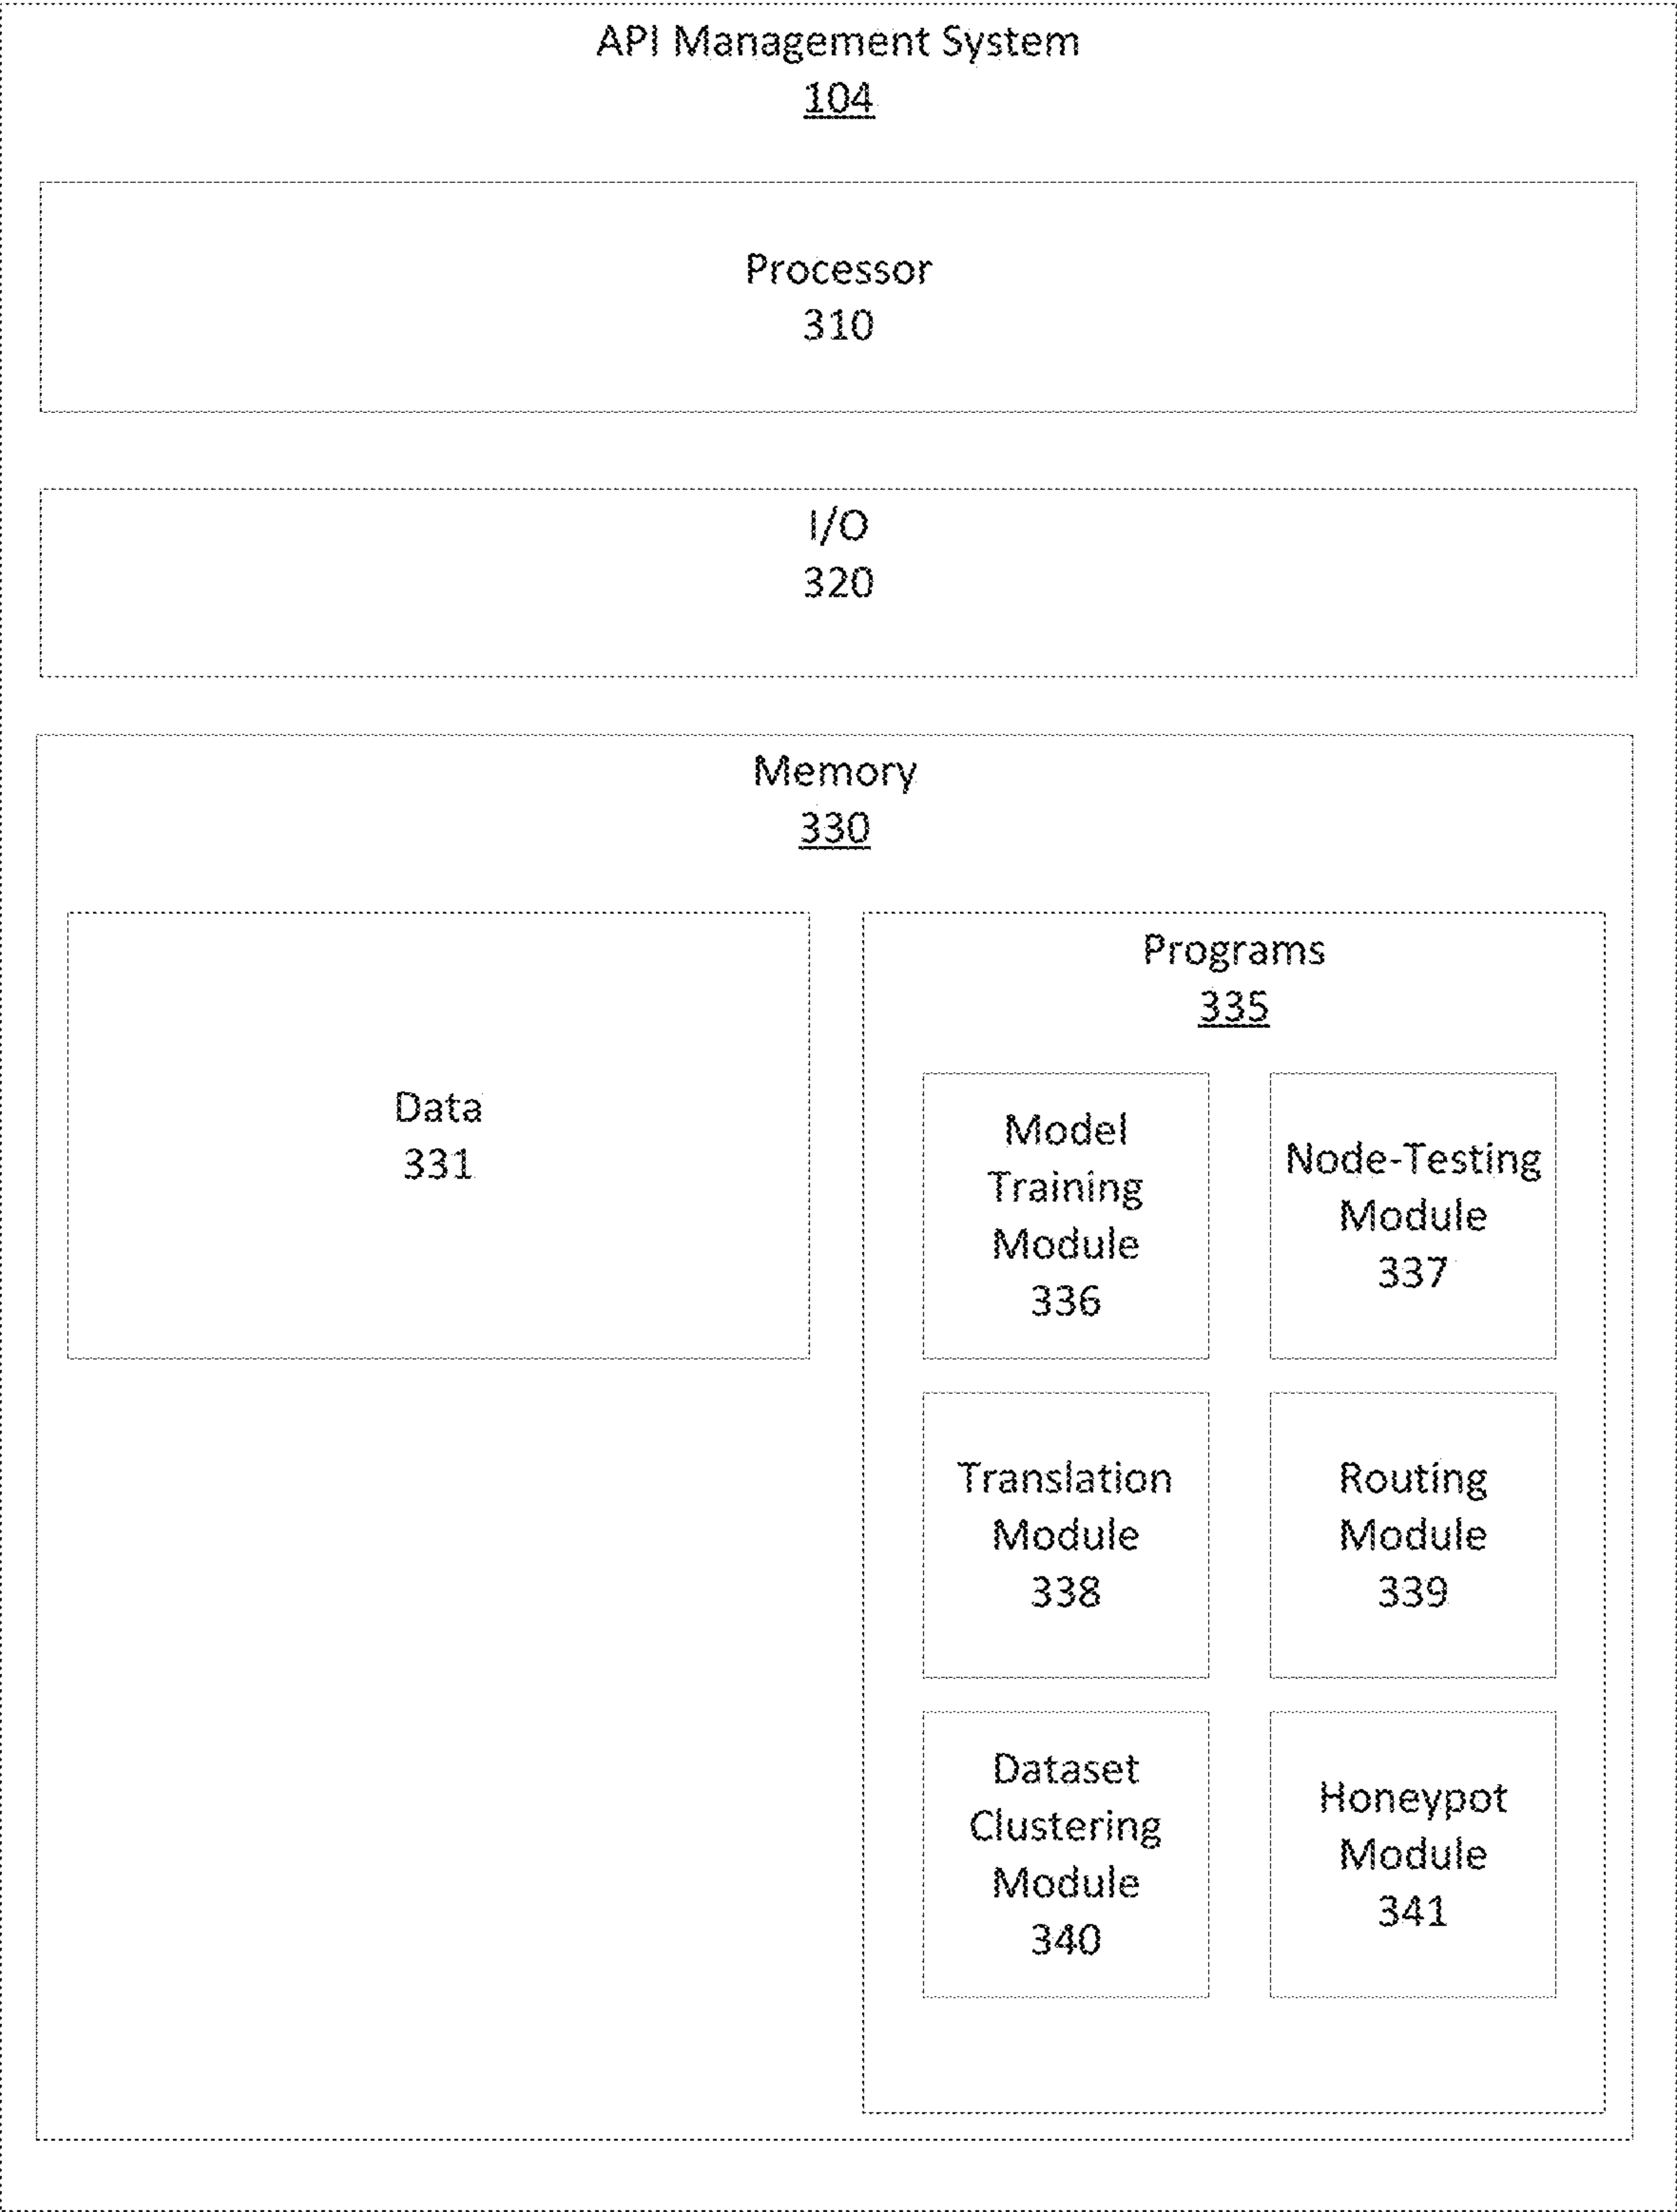 API Management System
104
Processor
310
I/O
320
Memory
330
Data
331
Programs
335
Model
Training
Module
336
Node-Testing
Module
337
Translation
Module
338
Routing
Module
339
Dataset
Clustering
Module
340
Honeypot
Module
341